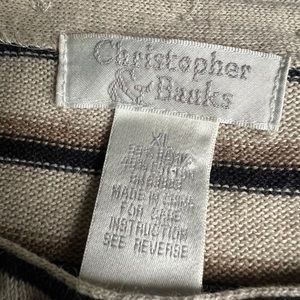 Christopher
& Banks
XL
MADE IN CHINA
FOR CARE
INSTRUCTION
SEE REVERSE